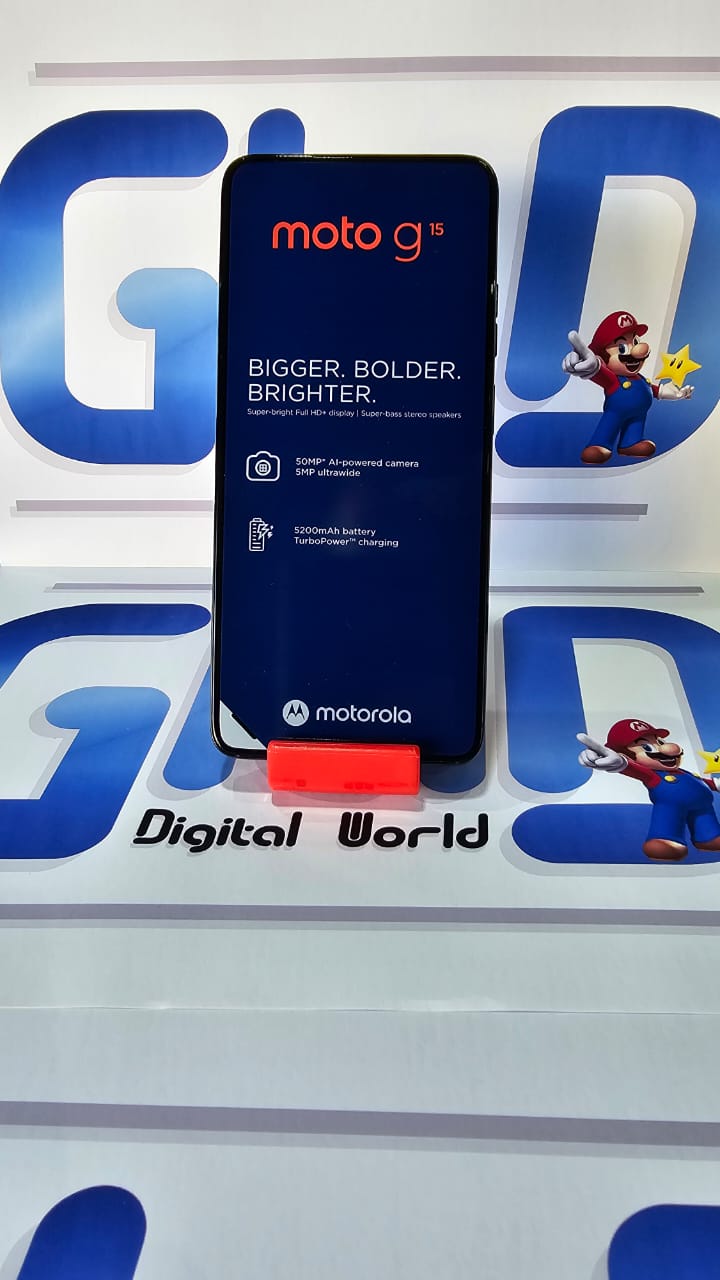 moto g 15
BIGGER. BOLDER.
BRIGHTER.
Super-bright Full HD+ display | Super-bass stereo speakers
50MP* AI-powered camera
5MP ultrawide
5200mAh battery
TurboPower™ charging
motorola
Digital World